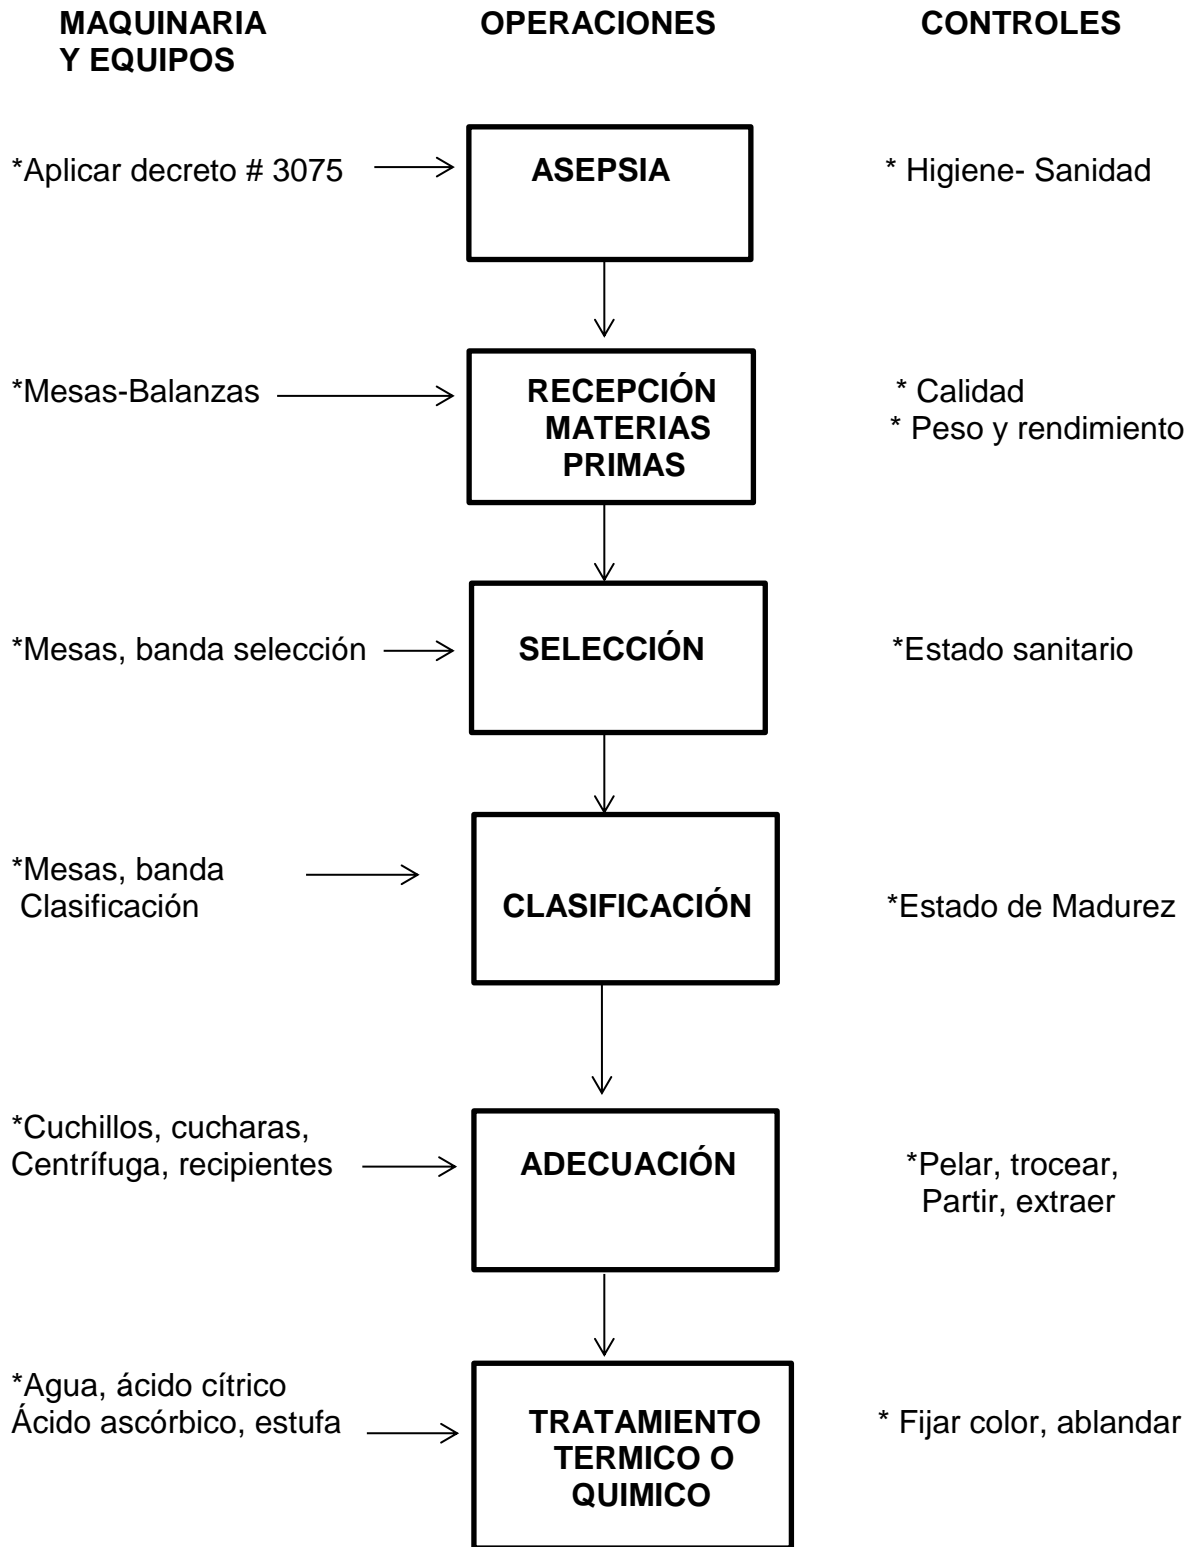 MAQUINARIA
Y EQUIPOS
OPERACIONES
CONTROLES
*Aplicar decreto # 3075
ASEPSIA
* Higiene- Sanidad
*Mesas-Balanzas
RECEPCIÓN
MATERIAS
PRIMAS
* Calidad
* Peso y rendimiento
*Mesas, banda selección
SELECCIÓN
*Estado sanitario
*Mesas, banda
Clasificación
CLASIFICACIÓN
*Estado de Madurez
*Cuchillos, cucharas,
Centrífuga, recipientes
ADECUACIÓN
*Pelar, trocear,
Partir, extraer
*Agua, ácido cítrico
Ácido ascórbico, estufa
TRATAMIENTO
TERMICO O
QUIMICO
* Fijar color, ablandar